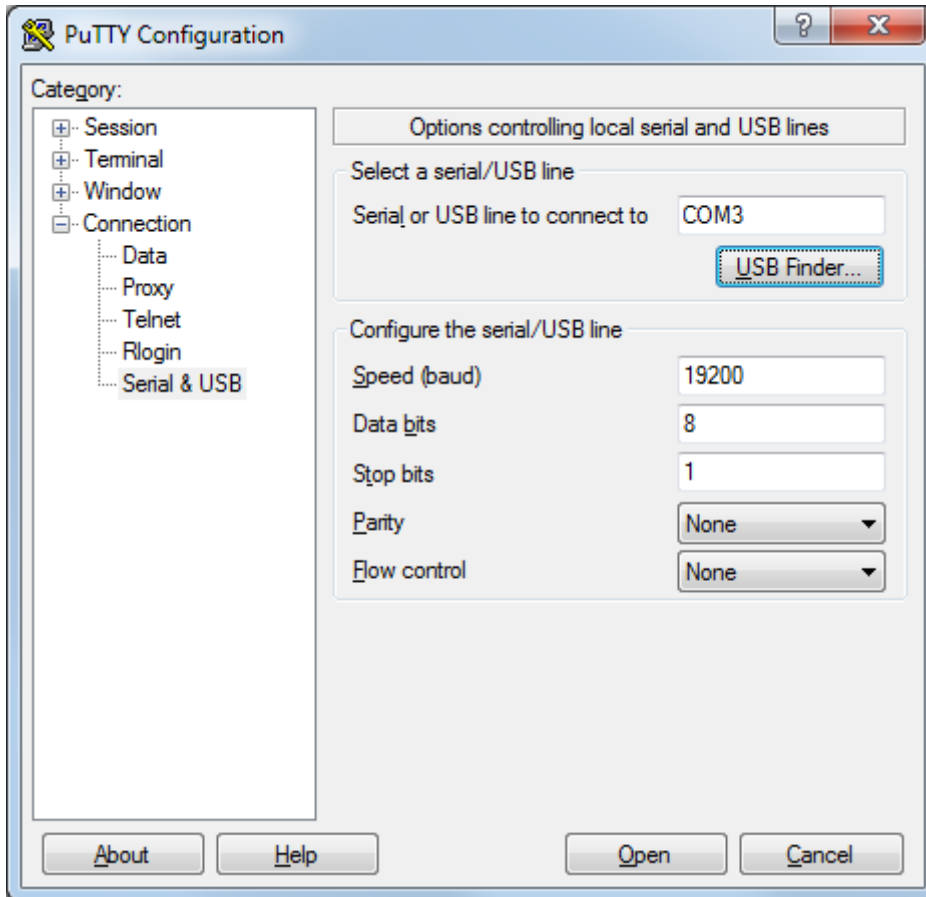 PuTTY Configuration
Category:
Session
Terminal
Window
Connection
Data
Proxy
Telnet
Rlogin
Serial & USB
Options controlling local serial and USB lines
Select a serial/USB line
Serial or USB line to connect to COM3
USB Finder...
Configure the serial/USB line
Speed (baud) 19200
Data bits 8
Stop bits 1
Parity None
Flow control None
About Help Open Cancel